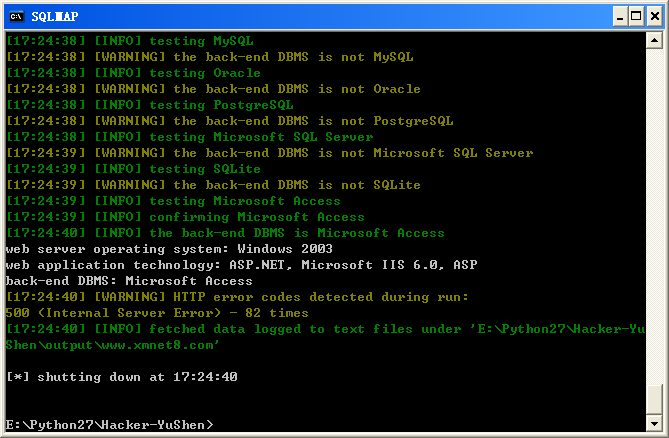 SQLMAP
[17:24:38] [INFO] testing MySQL
[17:24:38] [WARNING] the back-end DBMS is not MySQL
[17:24:38] [INFO] testing Oracle
[17:24:38] [WARNING] the back-end DBMS is not Oracle
[17:24:38] [INFO] testing PostgreSQL
[17:24:38] [WARNING] the back-end DBMS is not PostgreSQL
[17:24:38] [INFO] testing Microsoft SQL Server
[17:24:39] [WARNING] the back-end DBMS is not Microsoft SQL Server
[17:24:39] [INFO] testing SQLite
[17:24:39] [WARNING] the back-end DBMS is not SQLite
[17:24:39] [INFO] testing Microsoft Access
[17:24:39] [INFO] confirming Microsoft Access
[17:24:40] [INFO] the back-end DBMS is Microsoft Access
web server operating system: Windows 2003
web application technology: ASP.NET, Microsoft IIS 6.0, ASP
back-end DBMS: Microsoft Access
[17:24:40] [WARNING] HTTP error codes detected during run:
500 (Internal Server Error) - 82 times
[17:24:40] [INFO] fetched data logged to text files under 'E:\Python27\Hacker-Yu
Shen\output\www.xmnet8.com'
[*] shutting down at 17:24:40
E:\Python27\Hacker-YuShen>